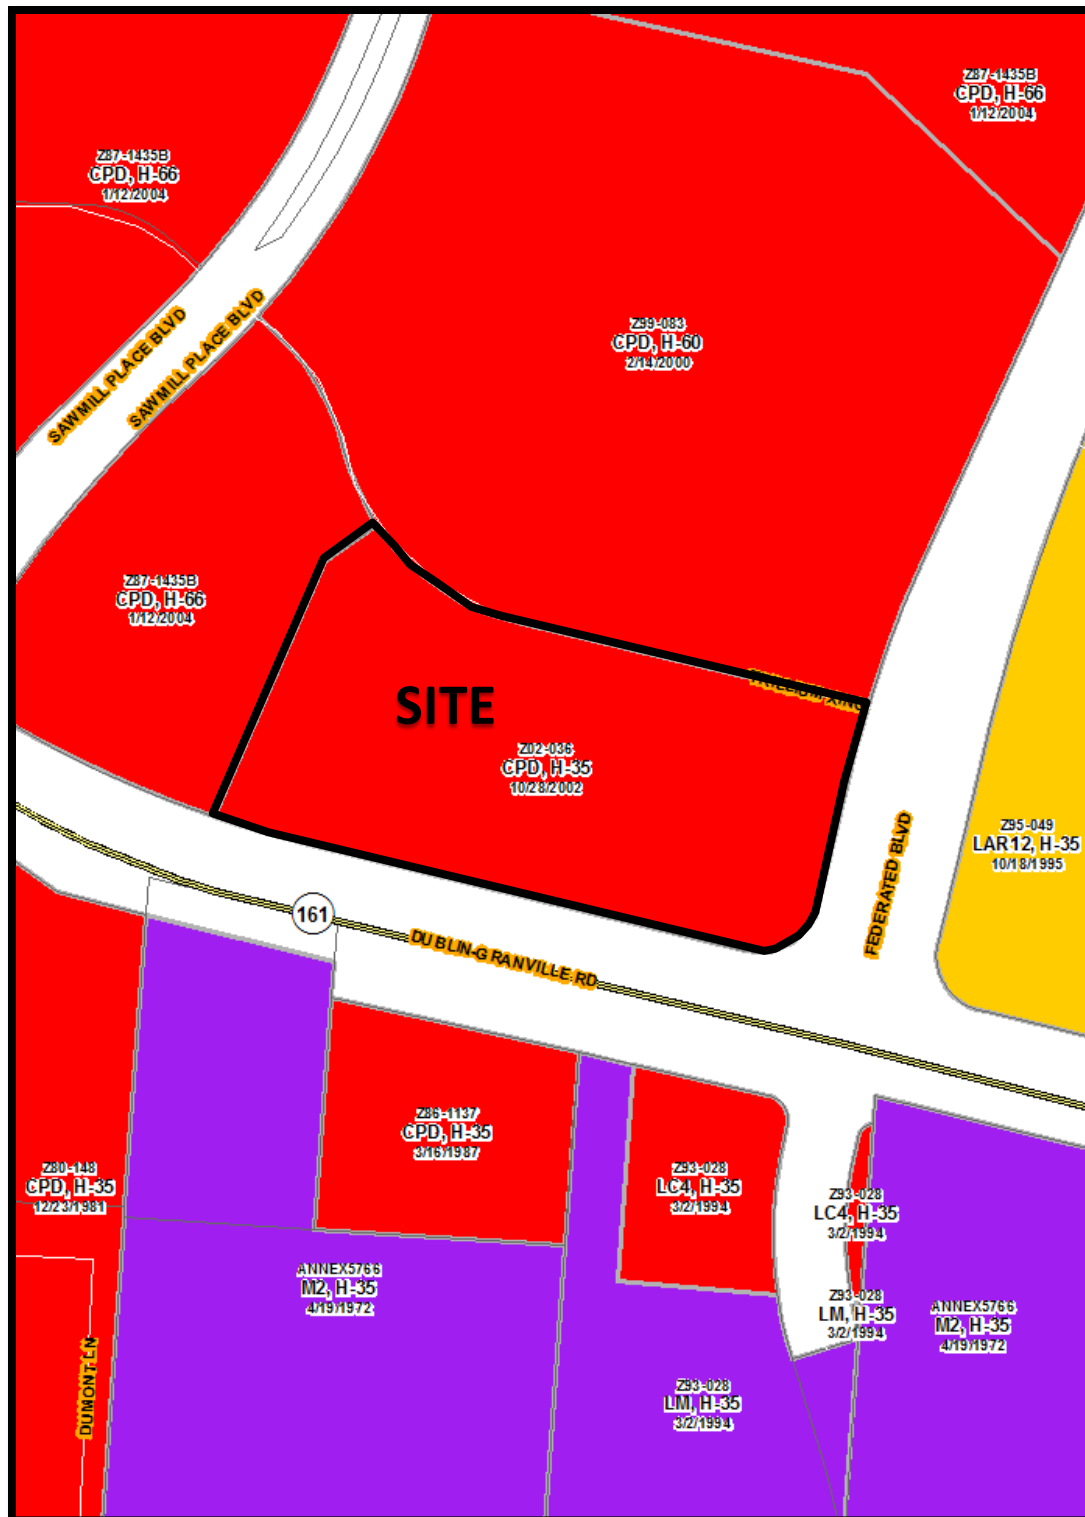 Z87-1435B
CPD, H-66
1/12/2004
Z87-1435B
CPD, H-66
1/12/2004
SAWMILL PLACE BLVD
SAWMILL PLACE BLVD
Z99-083
CPD, H-60
2/14/2000
Z87-1435B
CPD, H-66
1/12/2004
SITE
Z02-036
CPD, H-35
10/28/2002
FEDERATED BLVD
Z95-049
LAR12, H-35
10/18/1995
161
DUBLIN-GRANVILLE RD
Z86-1137
CPD, H-35
3/16/1987
Z80-148
CPD, H-35
12/23/1981
Z93-028
LC4, H-35
3/2/1994
Z93-028
LC4, H-35
3/2/1994
ANNEX5766
M2, H-35
4/19/1972
Z93-028
LM, H-35
3/2/1994
ANNEX5766
M2, H-35
4/19/1972
DUMONT LN
Z93-028
LM, H-35
3/2/1994